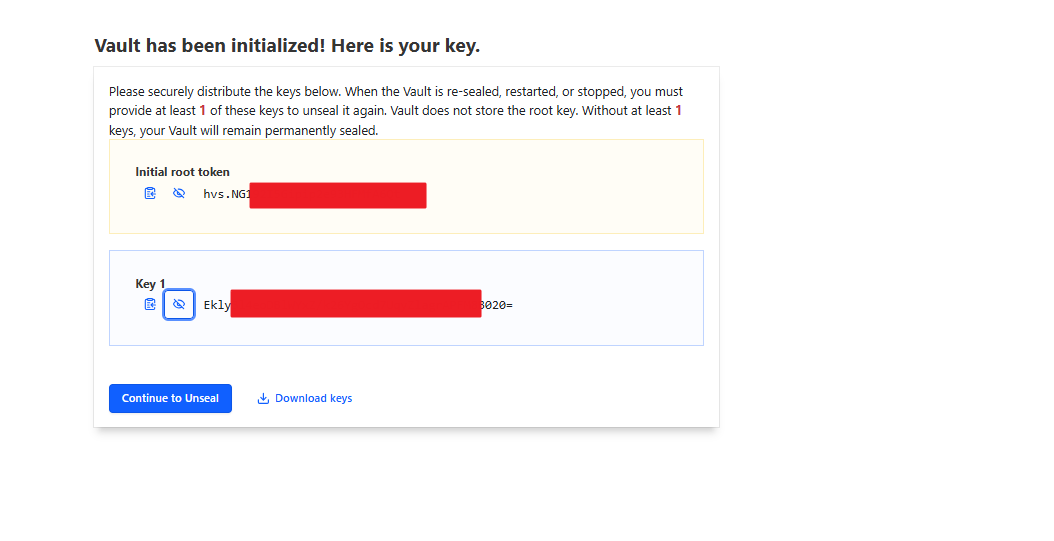 Vault has been initialized! Here is your key.
Please securely distribute the keys below. When the Vault is re-sealed, restarted, or stopped, you must
provide at least 1 of these keys to unseal it again. Vault does not store the root key. Without at least 1
keys, your Vault will remain permanently sealed.
Initial root token
hvs.NG1
Key 1
Ekly 3020=
Continue to Unseal
Download keys